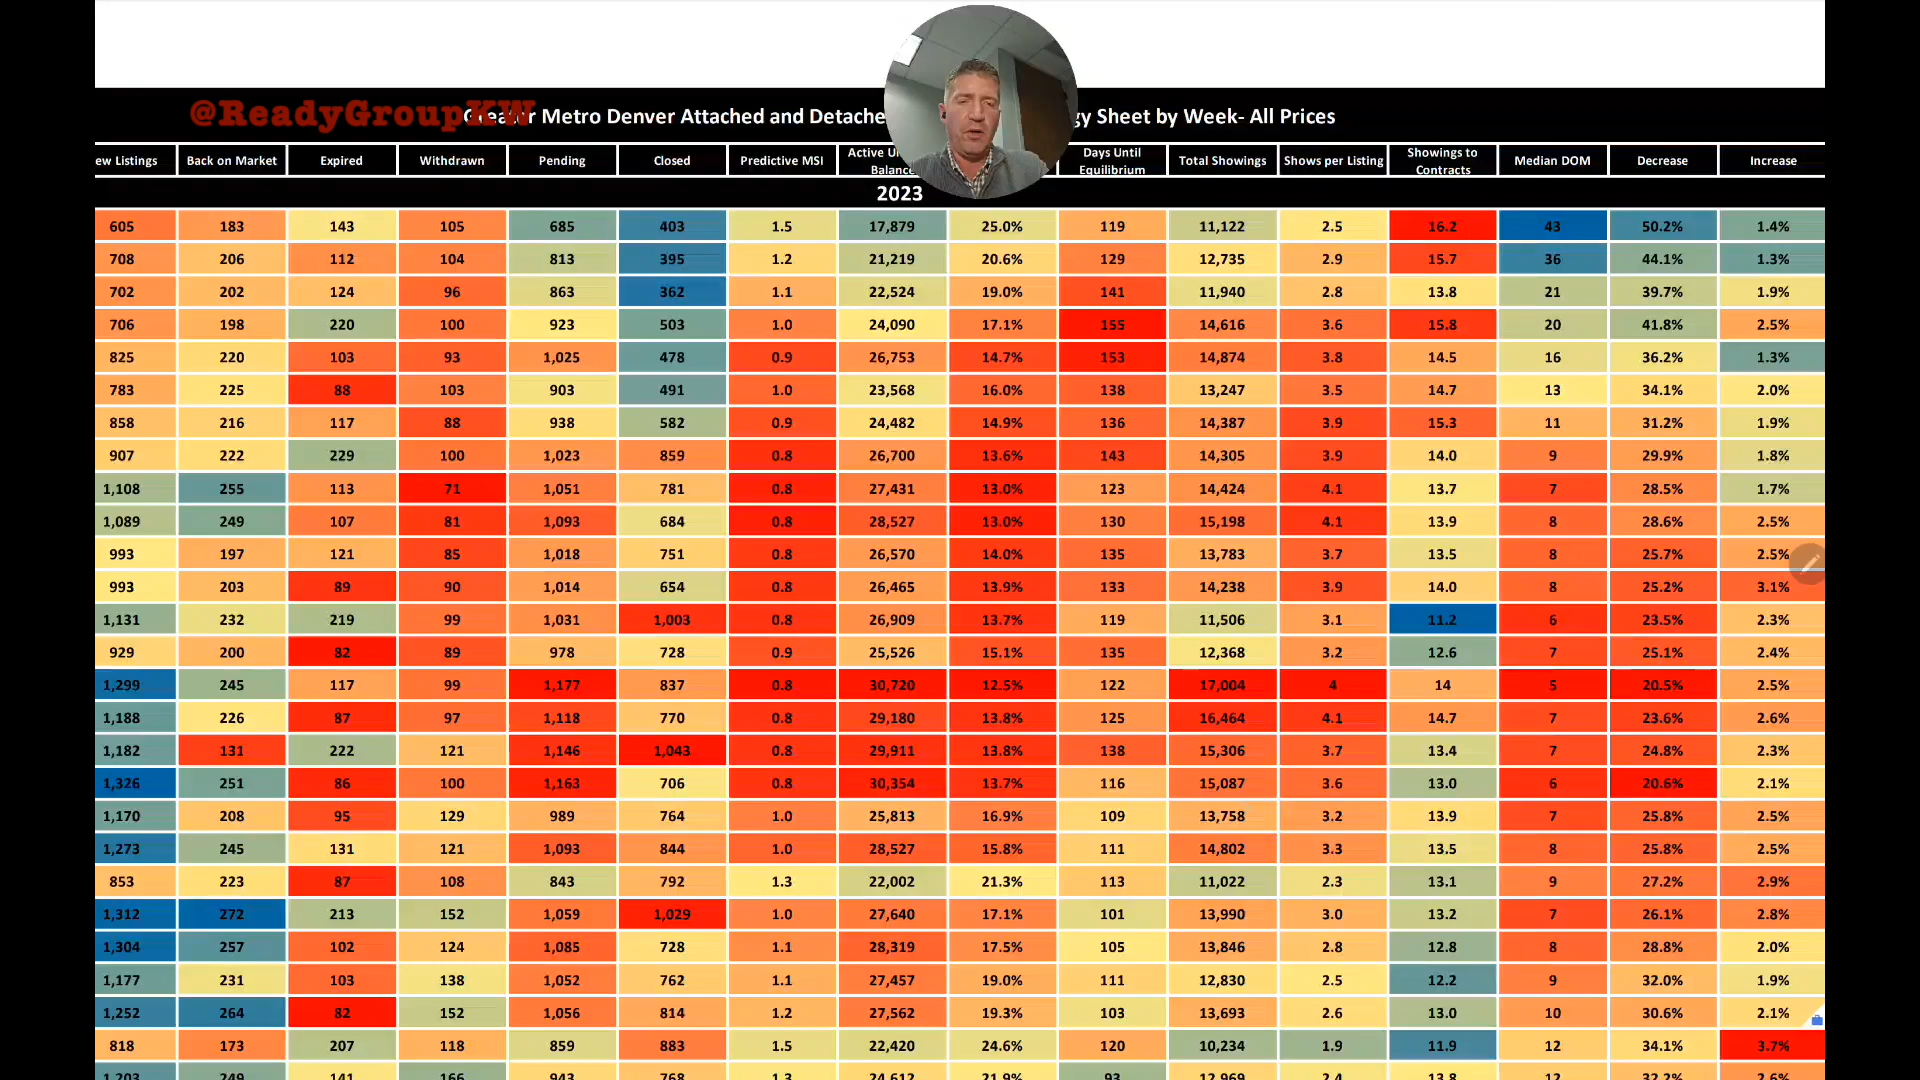 @ReadyGroupKW
Greater Metro Denver Attached and Detache gy Sheet by Week- All Prices
ew Listings Back on Market Expired Withdrawn Pending Closed Predictive MSI Active Balance Days Until Equilibrium Total Showings Shows per Listing Showings to Contracts Median DOM Decrease Increase
2023
605 183 143 105 685 403 1.5 17,879 25.0% 119 11,122 2.5 16.2 43 50.2% 1.4%
708 206 112 104 813 395 1.2 21,219 20.6% 129 12,735 2.9 15.7 36 44.1% 1.3%
702 202 124 96 863 362 1.1 22,524 19.0% 141 11,940 2.8 13.8 21 39.7% 1.9%
706 198 220 100 923 503 1.0 24,090 17.1% 155 14,616 3.6 15.8 20 41.8% 2.5%
825 220 103 93 1,025 478 0.9 26,753 14.7% 153 14,874 3.8 14.5 16 36.2% 1.3%
783 225 88 103 903 491 1.0 23,568 16.0% 138 13,247 3.5 14.7 13 34.1% 2.0%
858 216 117 88 938 582 0.9 24,482 14.9% 136 14,387 3.9 15.3 11 31.2% 1.9%
907 222 229 100 1,023 859 0.8 26,700 13.6% 143 14,305 3.9 14.0 9 29.9% 1.8%
1,108 255 113 71 1,051 781 0.8 27,431 13.0% 123 14,424 4.1 13.7 7 28.5% 1.7%
1,089 249 107 81 1,093 684 0.8 28,527 13.0% 130 15,198 4.1 13.9 8 28.6% 2.5%
993 197 121 85 1,018 751 0.8 26,570 14.0% 135 13,783 3.7 13.5 8 25.7% 2.5%
993 203 89 90 1,014 654 0.8 26,465 13.9% 133 14,238 3.9 14.0 8 25.2% 3.1%
1,131 232 219 99 1,031 1,003 0.8 26,909 13.7% 119 11,506 3.1 11.2 6 23.5% 2.3%
929 200 82 89 978 728 0.9 25,526 15.1% 135 12,368 3.2 12.6 7 25.1% 2.4%
1,299 245 117 99 1,177 837 0.8 30,720 12.5% 122 17,004 4 14 5 20.5% 2.5%
1,188 226 87 97 1,118 770 0.8 29,180 13.8% 125 16,464 4.1 14.7 7 23.6% 2.6%
1,182 131 222 121 1,146 1,043 0.8 29,911 13.8% 138 15,306 3.7 13.4 7 24.8% 2.3%
1,326 251 86 100 1,163 706 0.8 30,354 13.7% 116 15,087 3.6 13.0 6 20.6% 2.1%
1,170 208 95 129 989 764 1.0 25,813 16.9% 109 13,758 3.2 13.9 7 25.8% 2.5%
1,273 245 131 121 1,093 844 1.0 28,527 15.8% 111 14,802 3.3 13.5 8 25.8% 2.5%
853 223 87 108 843 792 1.3 22,002 21.3% 113 11,022 2.3 13.1 9 27.2% 2.9%
1,312 272 213 152 1,059 1,029 1.0 27,640 17.1% 101 13,990 3.0 13.2 7 26.1% 2.8%
1,304 257 102 124 1,085 728 1.1 28,319 17.5% 105 13,846 2.8 12.8 8 28.8% 2.0%
1,177 231 103 138 1,052 762 1.1 27,457 19.0% 111 12,830 2.5 12.2 9 32.0% 1.9%
1,252 264 82 152 1,056 814 1.2 27,562 19.3% 103 13,693 2.6 13.0 10 30.6% 2.1%
818 173 207 118 859 883 1.5 22,420 24.6% 120 10,234 1.9 11.9 12 34.1% 3.7%
1,203 249 141 166 943 768 1.3 24,612 21.9% 93 12,969 2.4 13.8 12 32.2% 2.6%